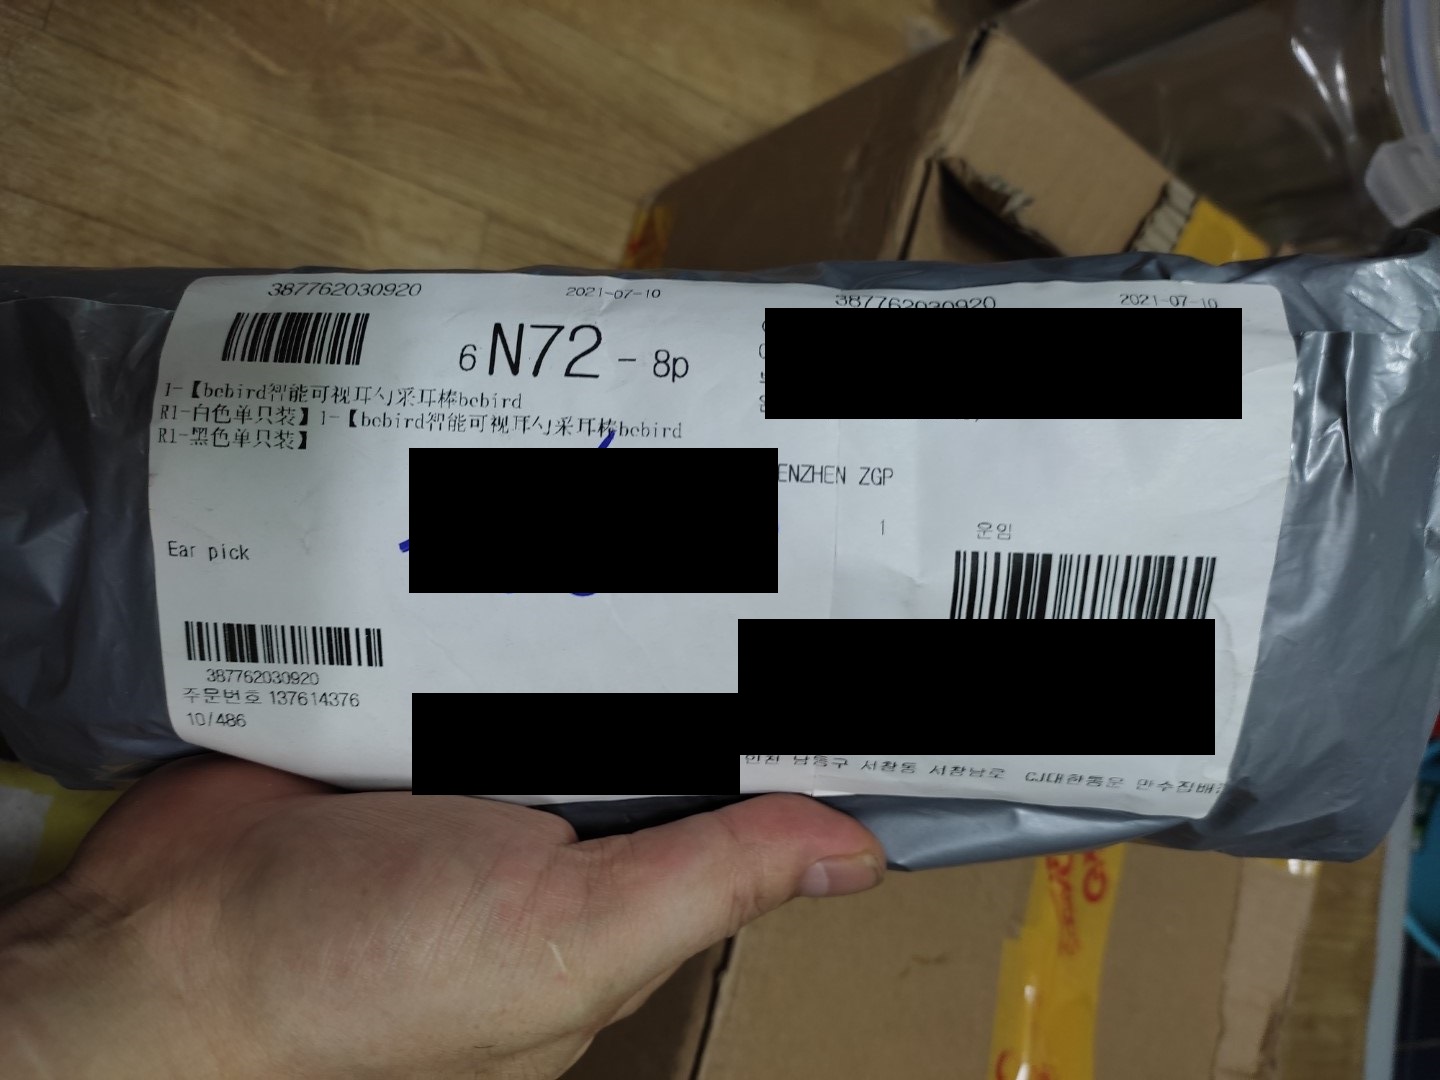 387762030920
2021-07-10
6 N72 - 8p
1-【bebird智能可视耳勺采耳棒bebird
R1-白色单只装】1-【bebird智能可视耳勺采耳棒bebird
R1-黑色单只装】
Ear pick
387762030920
주문번호 137614376
10/486
387762030920
2021-07-10
ENZHEN ZGP
1
운임
인천 남동구 서창동 서창남로 CJ대한통운 만수집배